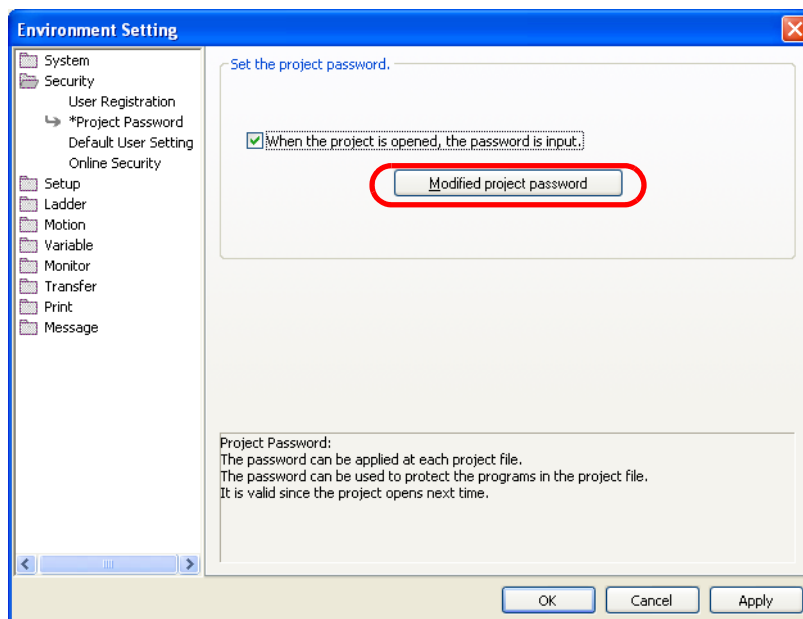 Environment Setting
System
Security
User Registration
*Project Password
Default User Setting
Online Security
Setup
Ladder
Motion
Variable
Monitor
Transfer
Print
Message
Set the project password.
When the project is opened, the password is input.
Modified project password
Project Password:
The password can be applied at each project file.
The password can be used to protect the programs in the project file.
It is valid since the project opens next time.
OK
Cancel
Apply